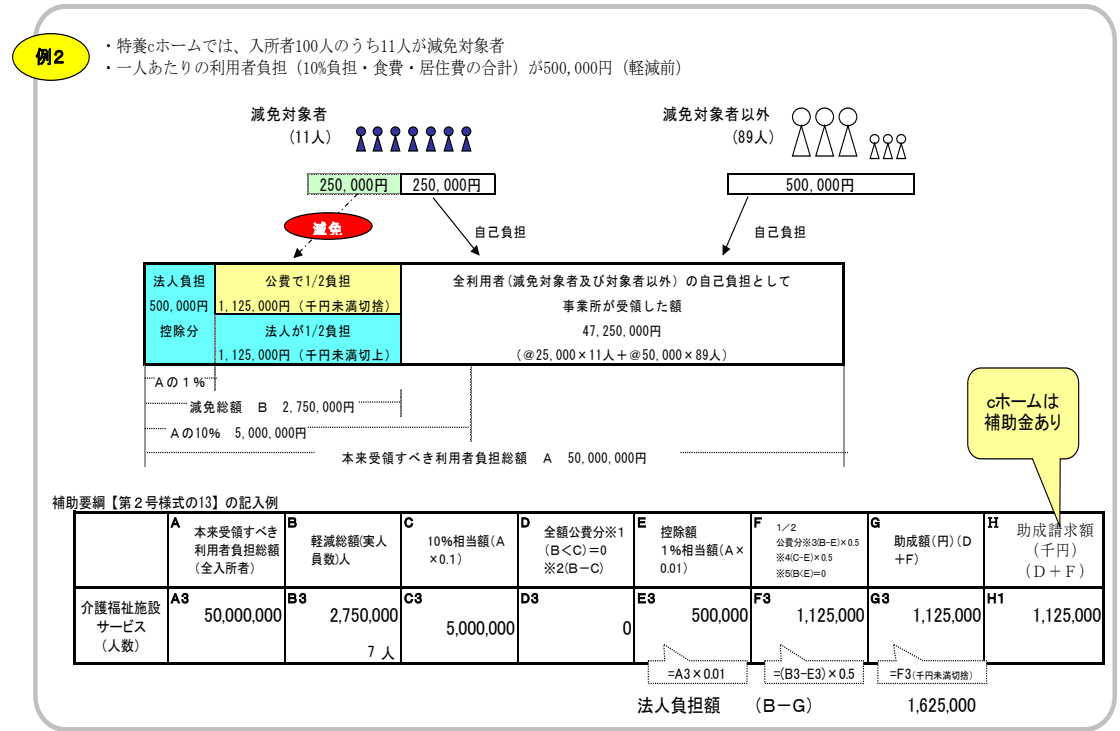 例2
・特養cホームでは、入所者100人のうち11人が減免対象者
・一人あたりの利用者負担（10%負担・食費・居住費の合計）が500,000円（軽減前）
減免対象者
(11人)
減免対象者以外
(89人)
250,000円 250,000円
500,000円
減免
自己負担
自己負担
法人負担
500,000円
控除分
公費で1/2負担
1,125,000円（千円未満切捨）
法人が1/2負担
1,125,000円（千円未満切上）
全利用者(減免対象者及び対象者以外）の自己負担として
事業所が受領した額
47,250,000円
（@25,000×11人＋@50,000×89人）
Aの１%
減免総額 B 2,750,000円
Aの10% 5,000,000円
本来受領すべき利用者負担総額 A 50,000,000円
cホームは
補助金あり
補助要綱【第２号様式の13】の記入例
A 本来受領すべき
利用者負担総額
（全入所者）
B 軽減総額(実人
員数)人
C 10%相当額(A
×0.1)
D 全額公費分※1
(B＜C)＝0
※2(B－C)
E 控除額
1%相当額(A×
0.01)
F 1/2
公費分※3(B-E)×0.5
※4(C-E)×0.5
※5(B<E)=0
G 助成額(円)(D
+F)
H 助成請求額
（千円）
(Ｄ＋Ｆ)
介護福祉施設
サービス
（人数）
A3 50,000,000
B3 2,750,000
7 人
C3 5,000,000
D3 0
E3 500,000
F3 1,125,000
G3 1,125,000
H1 1,125,000
=A3×0.01
=(B3-E3)×0.5
=F3(千円未満切捨)
法人負担額 （B－G） 1,625,000